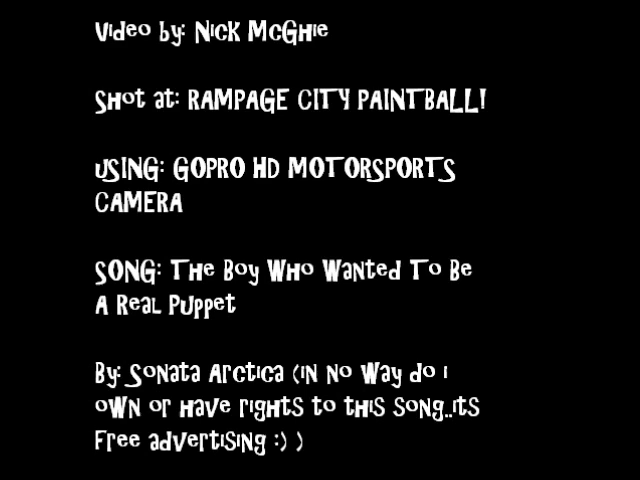 Video by: Nick McGhie
Shot at: RAMPAGE CITY PAINTBALL!
USING: GOPRO HD MOTORSPORTS
CAMERA
SONG: The Boy Who Wanted To Be
A Real Puppet
By: Sonata Arctica (in no way do i
own or have rights to this song..its
Free advertising :) )